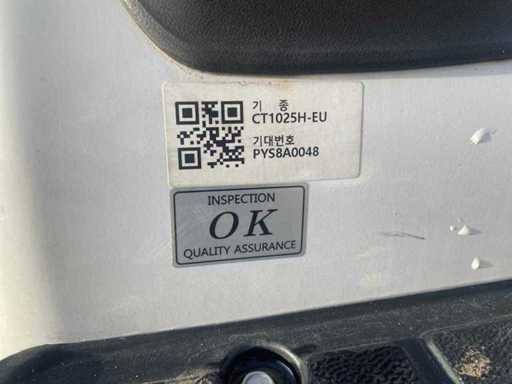 기 종
CT1025H-EU
기대번호
PYS8A0048
INSPECTION
OK
QUALITY ASSURANCE